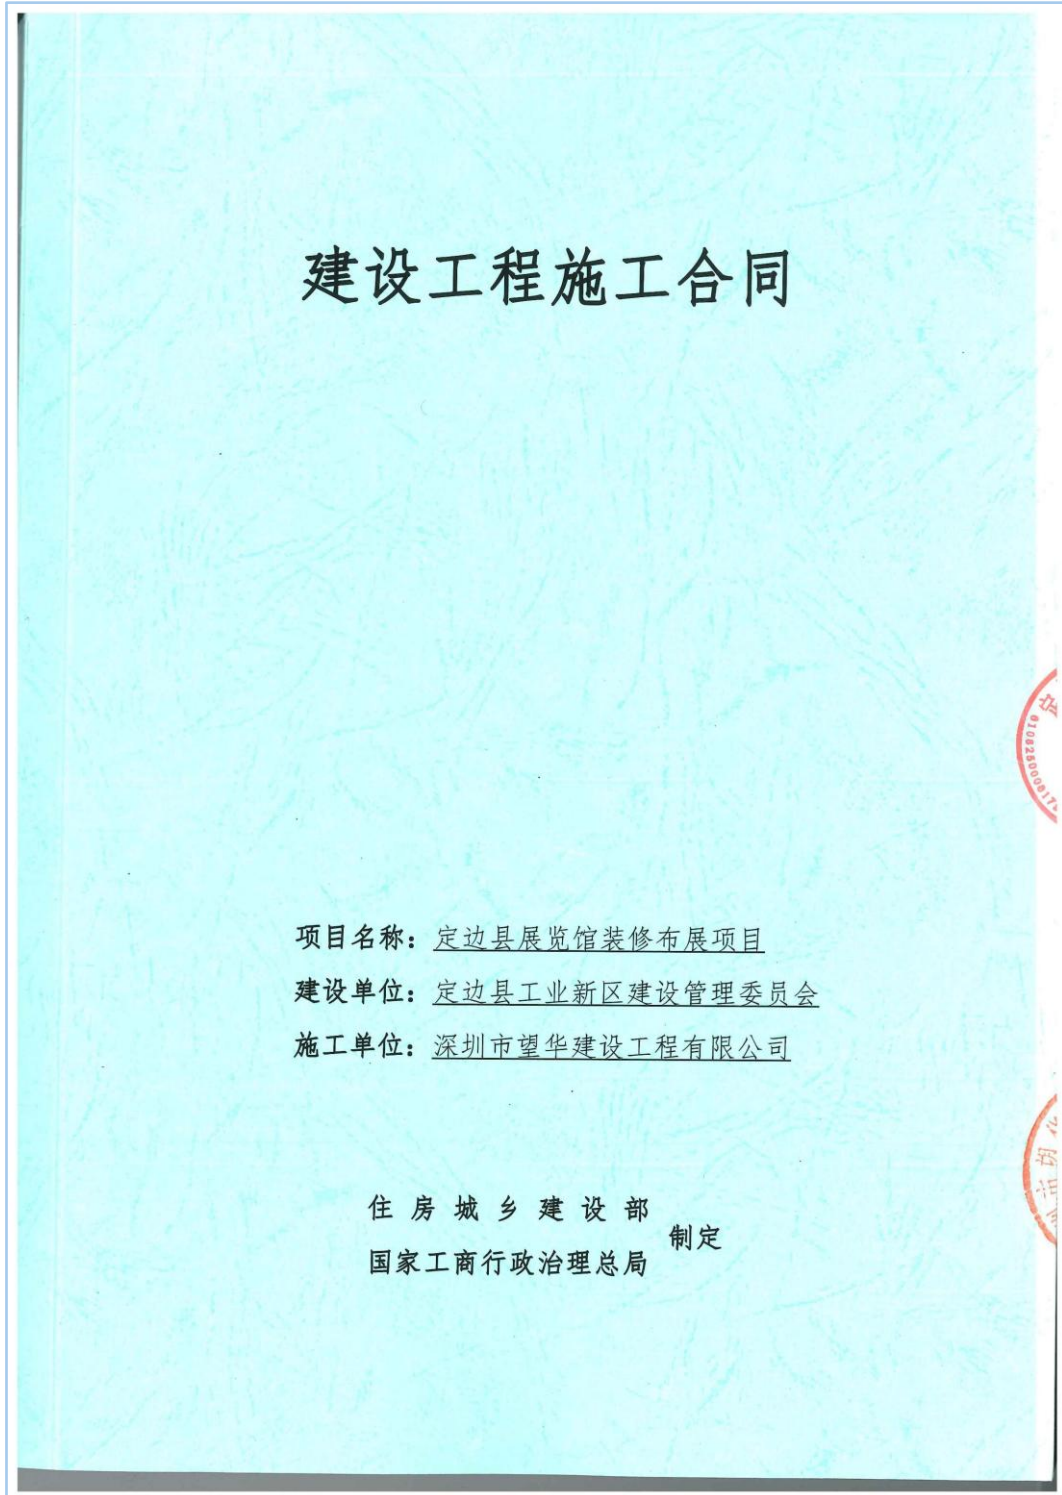 建设工程施工合同
定
6108250008172
项目名称：定边县展览馆装修布展项目
建设单位：定边县工业新区建设管理委员会
施工单位：深圳市望华建设工程有限公司
住房城乡建设部
国家工商行政治理总局
制定